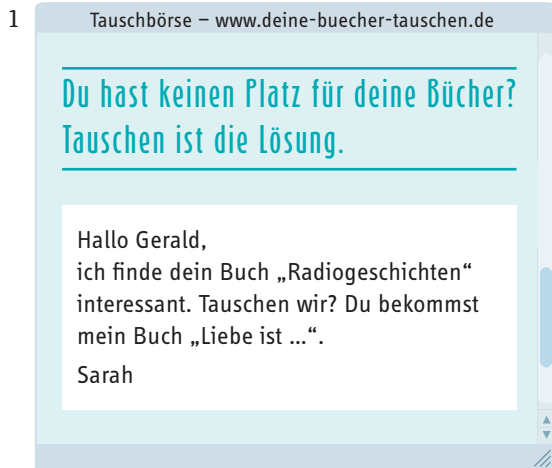 1
Tauschbörse – www.deine-buecher-tauschen.de
Du hast keinen Platz für deine Bücher?
Tauschen ist die Lösung.
Hallo Gerald,
ich finde dein Buch „Radiogeschichten“
interessant. Tauschen wir? Du bekommst
mein Buch „Liebe ist ...“.
Sarah